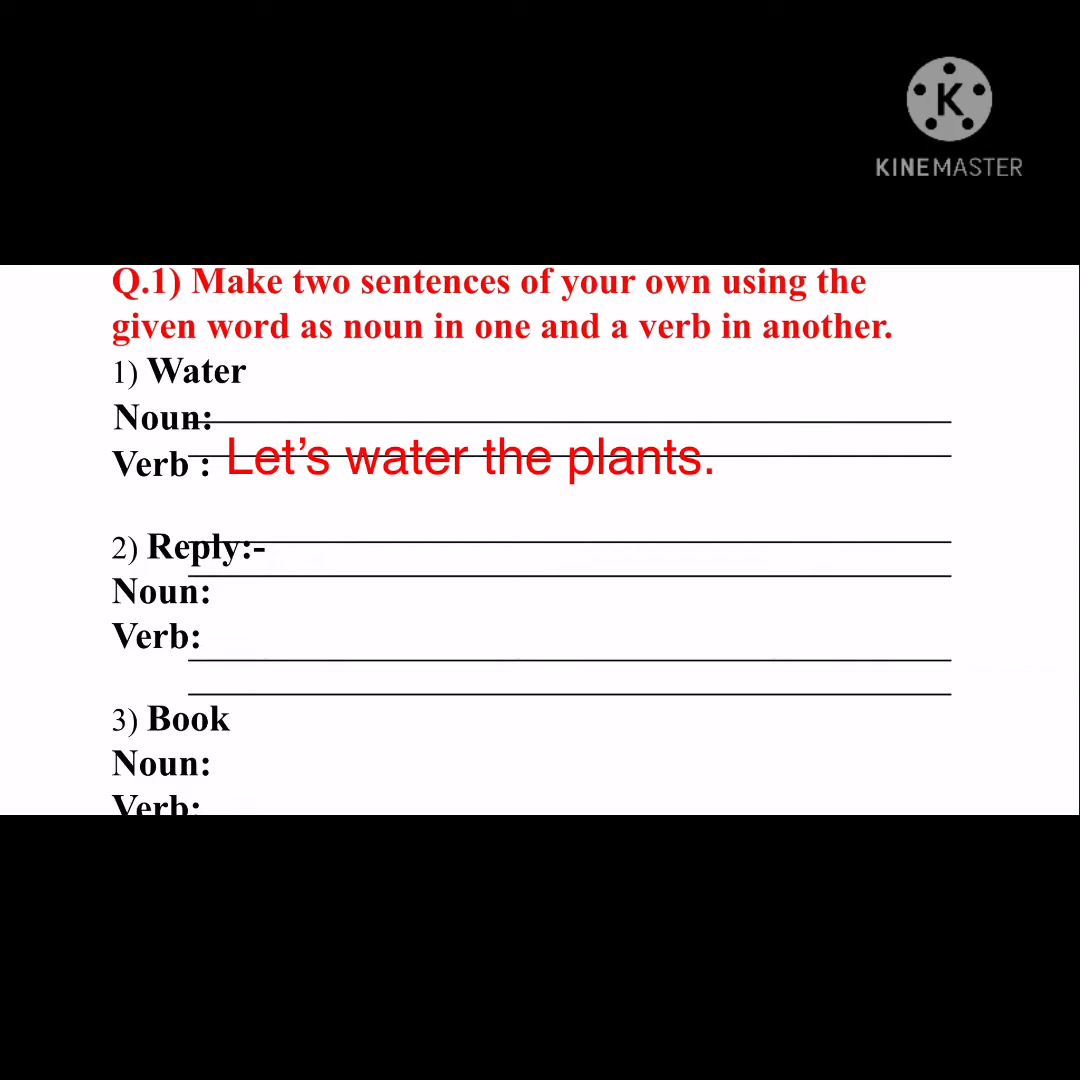 K
KINEMASTER
Q.1) Make two sentences of your own using the
given word as noun in one and a verb in another.
1) Water
Noun:
Verb : Let’s water the plants.
2) Reply:-
Noun:
Verb:
3) Book
Noun:
Verb: